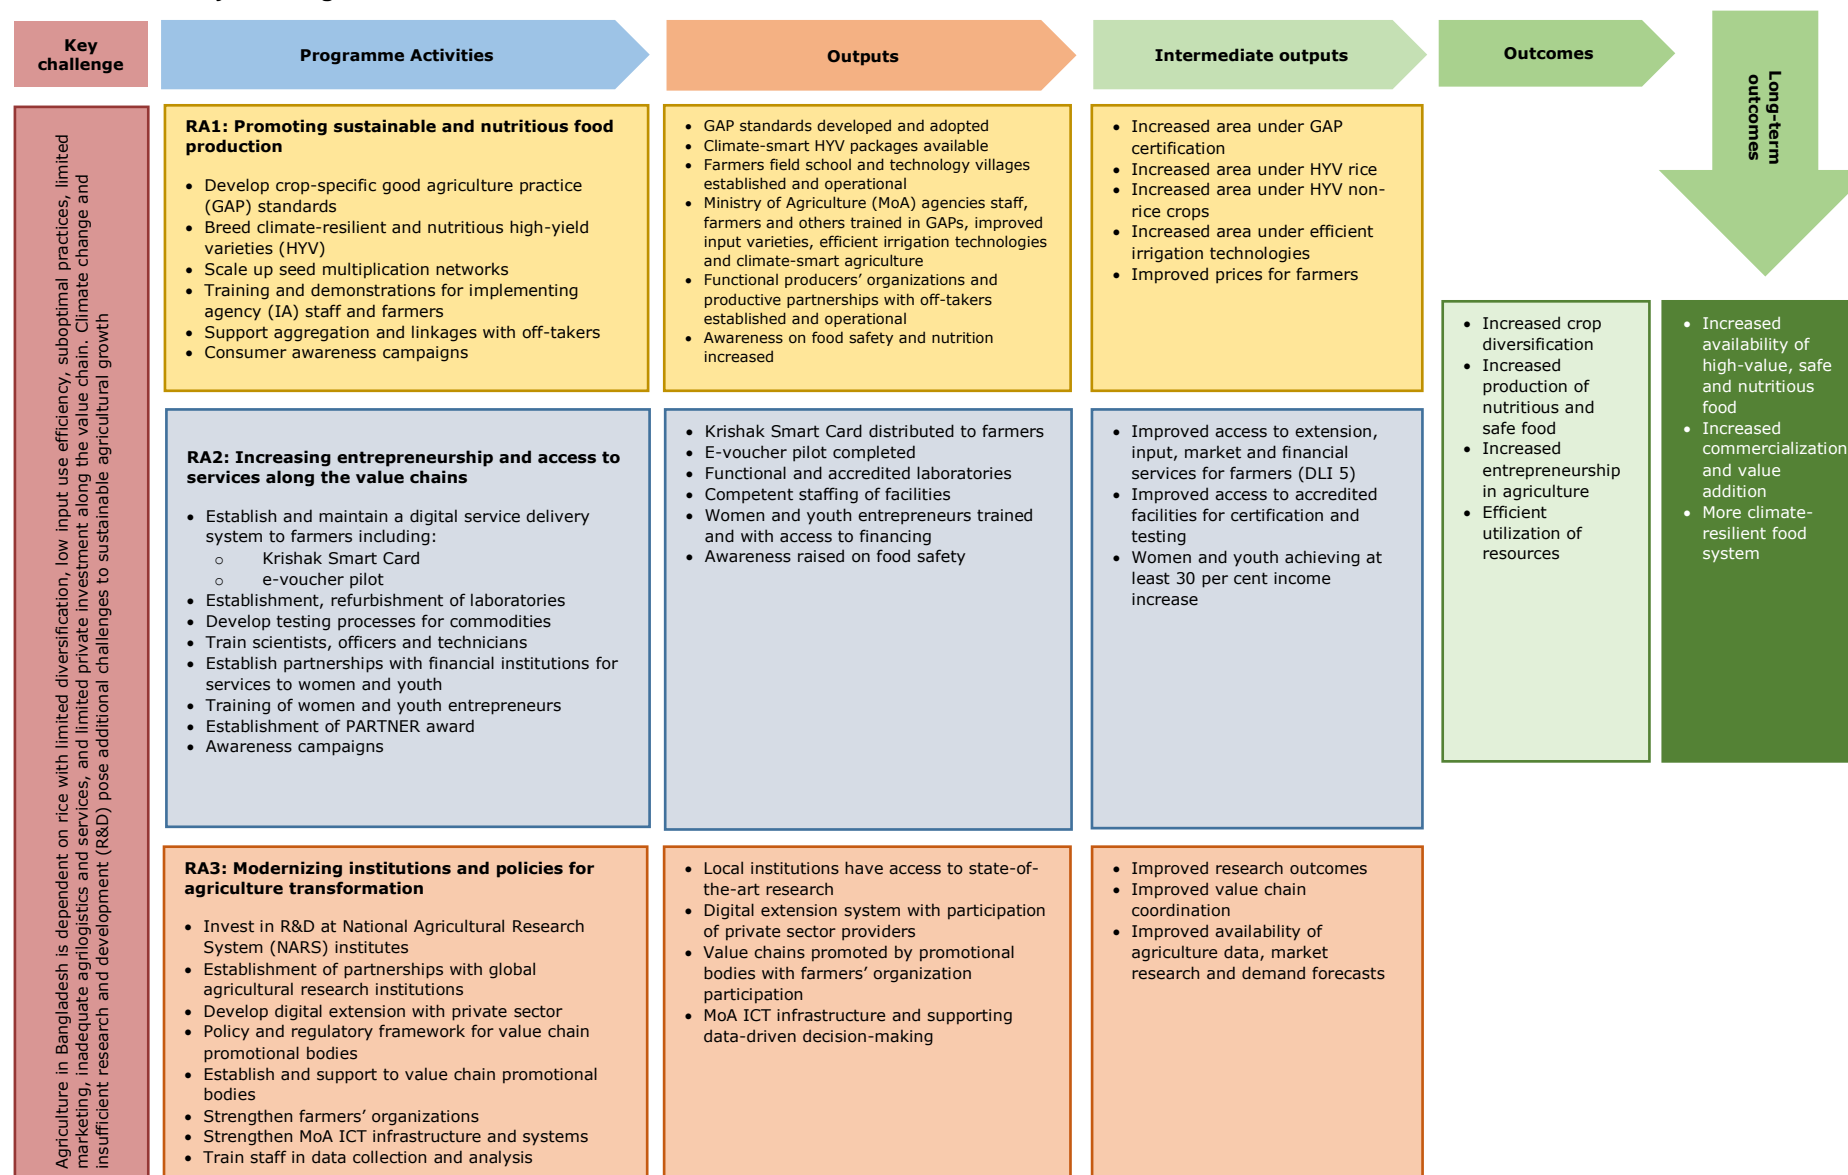 Key
challenge
Programme Activities
Outputs
Intermediate outputs
Outcomes
Long-term
outcomes
Agriculture in Bangladesh is dependent on rice with limited diversification, low input use efficiency, suboptimal practices, limited
marketing, inadequate agrilogistics and services, and limited private investment along the value chain. Climate change and
insufficient research and development (R&D) pose additional challenges to sustainable agricultural growth
RA1: Promoting sustainable and nutritious food
production
• Develop crop-specific good agriculture practice
(GAP) standards
• Breed climate-resilient and nutritious high-yield
varieties (HYV)
• Scale up seed multiplication networks
• Training and demonstrations for implementing
agency (IA) staff and farmers
• Support aggregation and linkages with off-takers
• Consumer awareness campaigns
• GAP standards developed and adopted
• Climate-smart HYV packages available
• Farmers field school and technology villages
established and operational
• Ministry of Agriculture (MoA) agencies staff,
farmers and others trained in GAPs, improved
input varieties, efficient irrigation technologies
and climate-smart agriculture
• Functional producers’ organizations and
productive partnerships with off-takers
established and operational
• Awareness on food safety and nutrition
increased
• Increased area under GAP
certification
• Increased area under HYV rice
• Increased area under HYV non-
rice crops
• Increased area under efficient
irrigation technologies
• Improved prices for farmers
RA2: Increasing entrepreneurship and access to
services along the value chains
• Establish and maintain a digital service delivery
system to farmers including:
o Krishak Smart Card
o e-voucher pilot
• Establishment, refurbishment of laboratories
• Develop testing processes for commodities
• Train scientists, officers and technicians
• Establish partnerships with financial institutions for
services to women and youth
• Training of women and youth entrepreneurs
• Establishment of PARTNER award
• Awareness campaigns
• Krishak Smart Card distributed to farmers
• E-voucher pilot completed
• Functional and accredited laboratories
• Competent staffing of facilities
• Women and youth entrepreneurs trained
and with access to financing
• Awareness raised on food safety
• Improved access to extension,
input, market and financial
services for farmers (DLI 5)
• Improved access to accredited
facilities for certification and
testing
• Women and youth achieving at
least 30 per cent income
increase
RA3: Modernizing institutions and policies for
agriculture transformation
• Invest in R&D at National Agricultural Research
System (NARS) institutes
• Establishment of partnerships with global
agricultural research institutions
• Develop digital extension with private sector
• Policy and regulatory framework for value chain
promotional bodies
• Establish and support to value chain promotional
bodies
• Strengthen farmers’ organizations
• Strengthen MoA ICT infrastructure and systems
• Train staff in data collection and analysis
• Local institutions have access to state-of-
the-art research
• Digital extension system with participation
of private sector providers
• Value chains promoted by promotional
bodies with farmers’ organization
participation
• MoA ICT infrastructure and supporting
data-driven decision-making
• Improved research outcomes
• Improved value chain
coordination
• Improved availability of
agriculture data, market
research and demand forecasts
• Increased crop
diversification
• Increased
production of
nutritious and
safe food
• Increased
entrepreneurship
in agriculture
• Efficient
utilization of
resources
• Increased
availability of
high-value, safe
and nutritious
food
• Increased
commercialization
and value
addition
• More climate-
resilient food
system